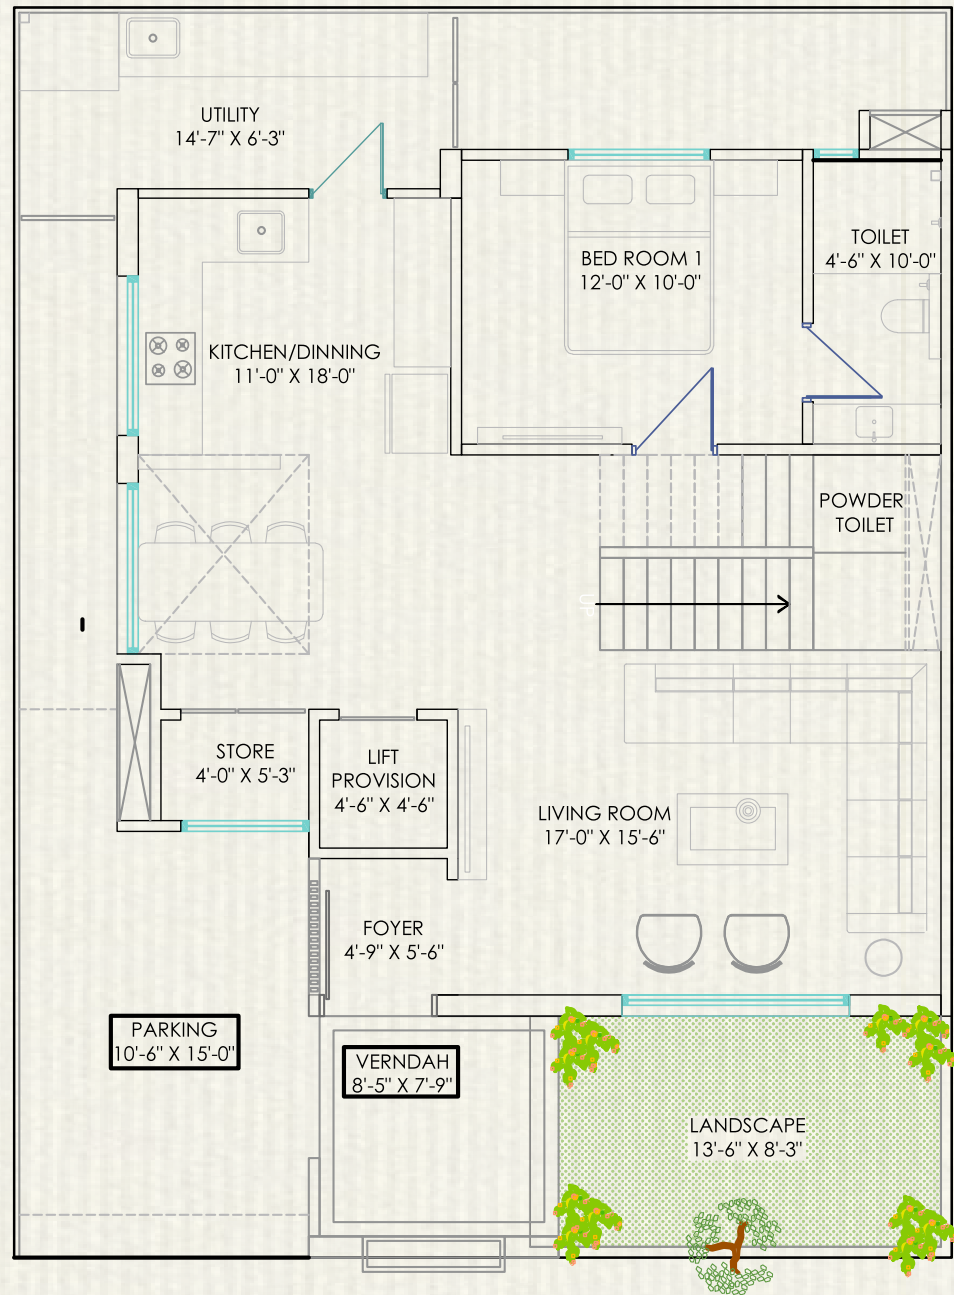 UTILITY
14'-7" X 6'-3"
BED ROOM 1
12'-0" X 10'-0"
TOILET
4'-6" X 10'-0"
KITCHEN/DINNING
11'-0" X 18'-0"
POWDER
TOILET
STORE
4'-0" X 5'-3"
LIFT
PROVISION
4'-6" X 4'-6"
LIVING ROOM
17'-0" X 15'-6"
FOYER
4'-9" X 5'-6"
PARKING
10'-6" X 15'-0"
VERNDAH
8'-5" X 7'-9"
LANDSCAPE
13'-6" X 8'-3"